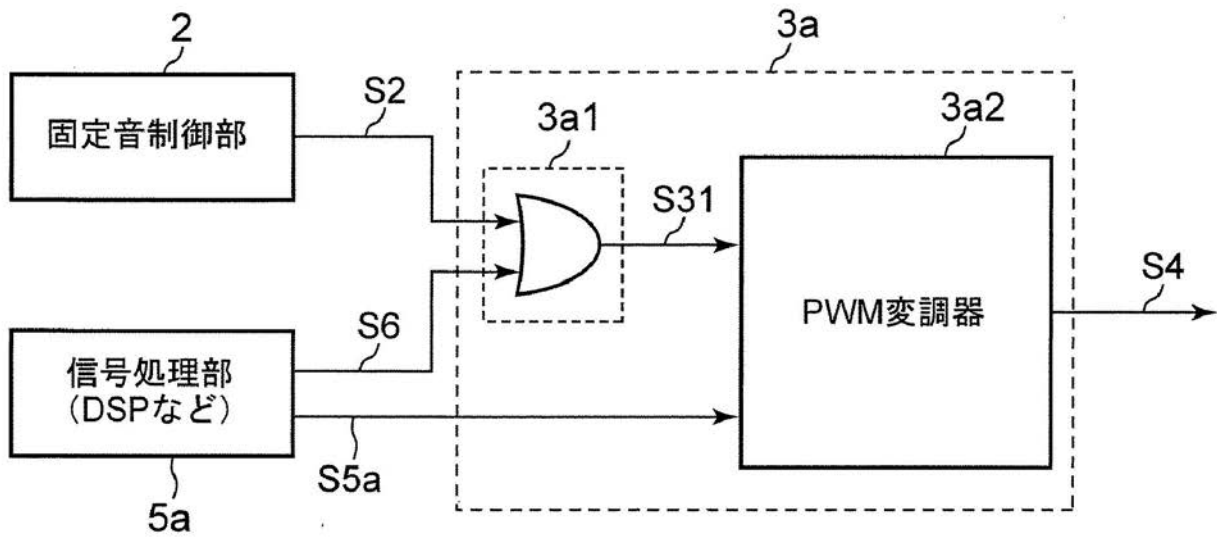 2
固定音制御部
S2
3a
3a1
3a2
S31
PWM変調器
S4
信号処理部
(DSPなど)
S6
S5a
5a